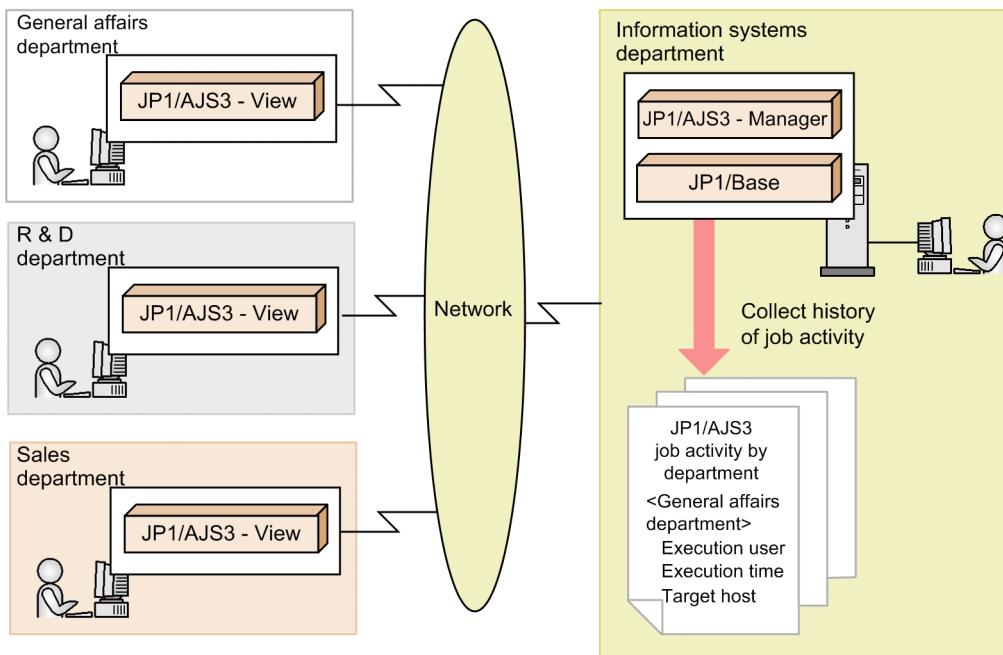 General affairs
department
JP1/AJS3 - View
R & D
department
JP1/AJS3 - View
Sales
department
JP1/AJS3 - View
Network
Information systems
department
JP1/AJS3 - Manager
JP1/Base
Collect history
of job activity
JP1/AJS3
job activity by
department
<General affairs
department>
Execution user
Execution time
Target host